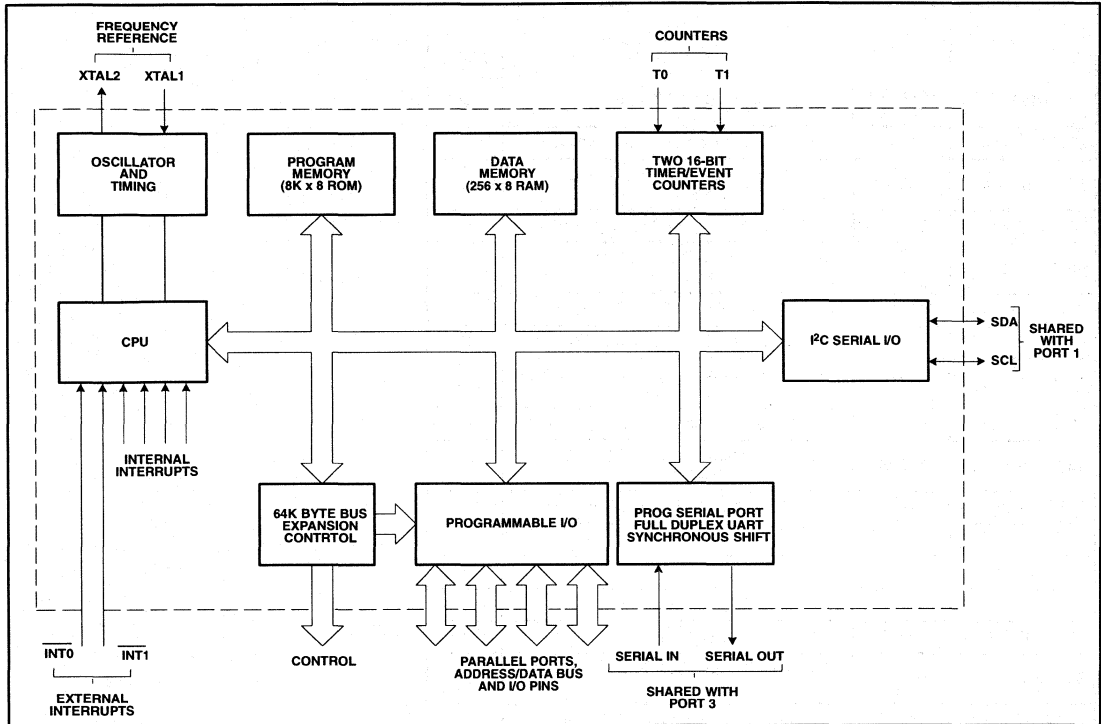 FREQUENCY
REFERENCE
XTAL2
XTAL1
COUNTERS
T0
T1
OSCILLATOR
AND
TIMING
PROGRAM
MEMORY
(8K x 8 ROM)
DATA
MEMORY
(256 x 8 RAM)
TWO 16-BIT
TIMER/EVENT
COUNTERS
CPU
I²C SERIAL I/O
SDA
SCL
SHARED
WITH
PORT 1
INTERNAL
INTERRUPTS
64K BYTE BUS
EXPANSION
CONTRTOL
PROGRAMMABLE I/O
PROG SERIAL PORT
FULL DUPLEX UART
SYNCHRONOUS SHIFT
INT0
INT1
EXTERNAL
INTERRUPTS
CONTROL
PARALLEL PORTS,
ADDRESS/DATA BUS
AND I/O PINS
SERIAL IN
SERIAL OUT
SHARED WITH
PORT 3